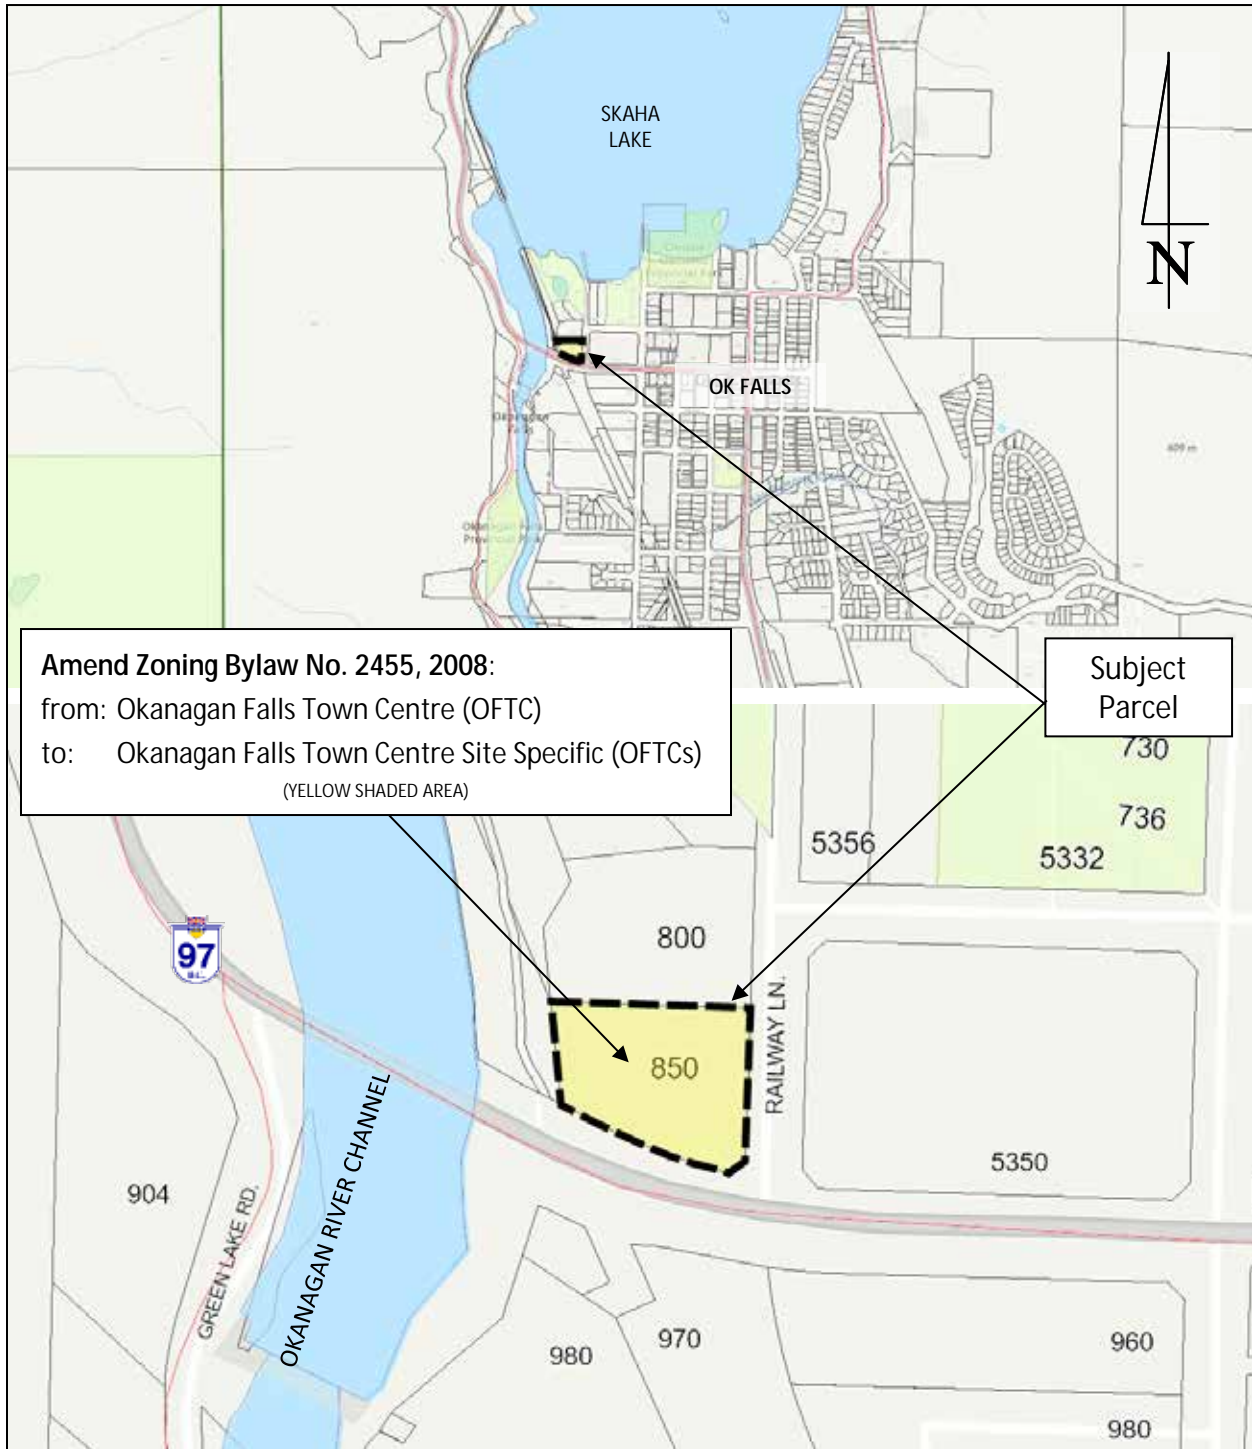 SKAHA
LAKE
N
OK FALLS
609 m
Amend Zoning Bylaw No. 2455, 2008:
from: Okanagan Falls Town Centre (OFTC)
to: Okanagan Falls Town Centre Site Specific (OFTCs)
(YELLOW SHADED AREA)
Subject
Parcel
730
736
5356
5332
97
800
850
RAILWAY LN.
5350
904
GREEN LAKE RD.
OKANAGAN RIVER CHANNEL
980
970
960
980